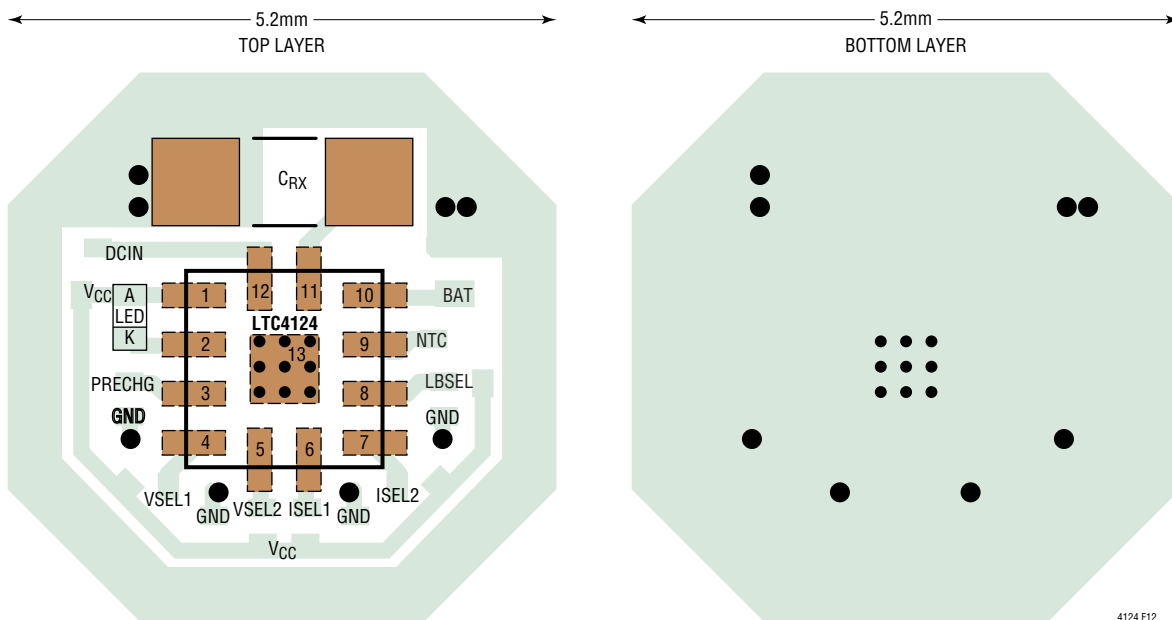 5.2mm
TOP LAYER
5.2mm
BOTTOM LAYER
CRX
DCIN
12
11
VCC
A
LED
K
1
10
BAT
LTC4124
2
13
9
NTC
PRECHG
3
8
LBSEL
GND
GND
4
5
6
7
VSEL1
GND
VSEL2
ISEL1
GND
ISEL2
VCC
4124 F12